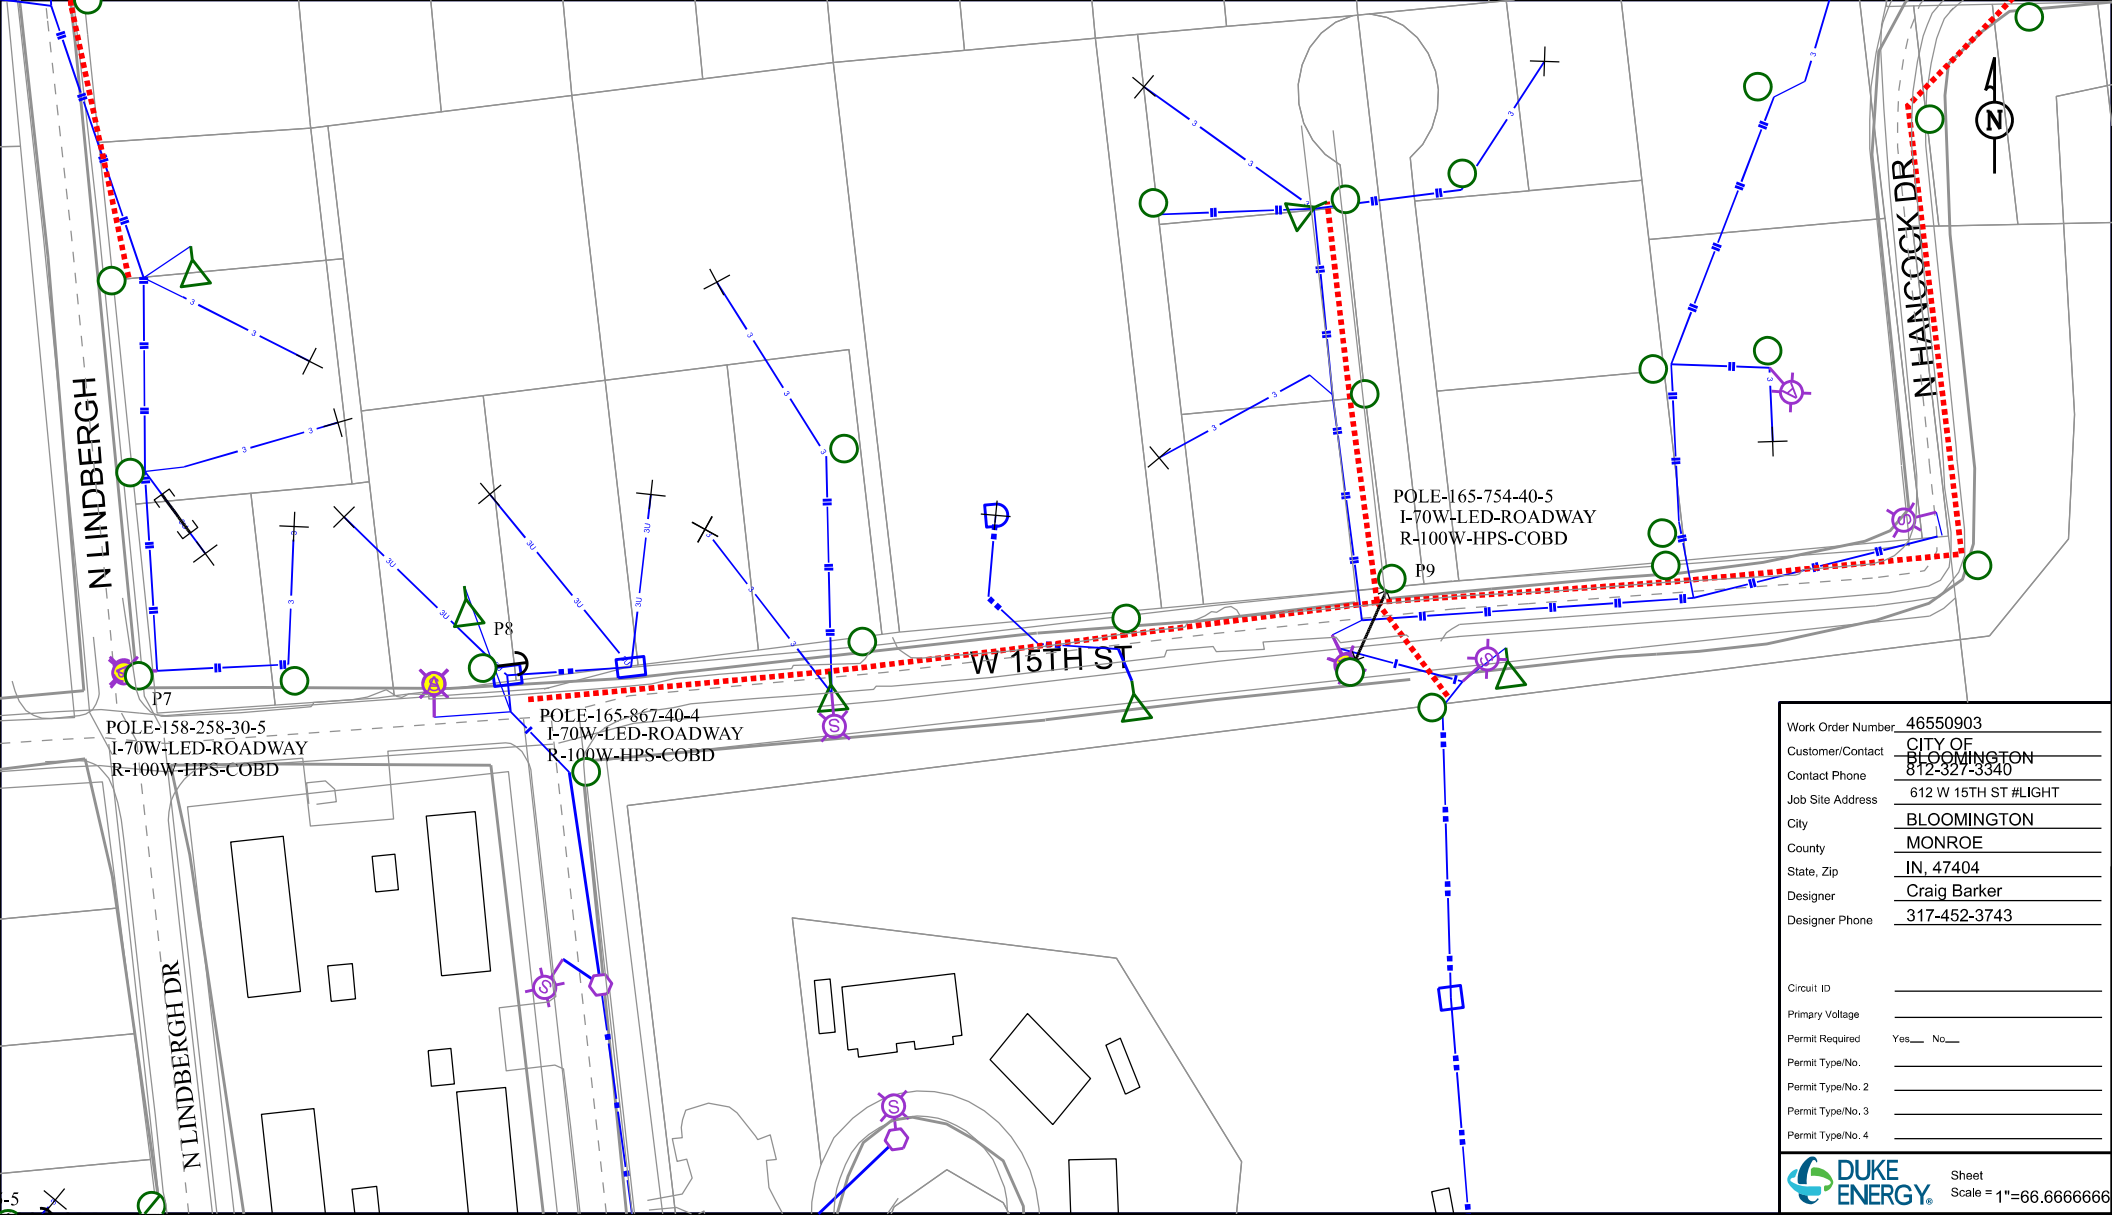 N HANCOCK DR
N
N LINDBERGH
POLE-165-754-40-5
I-70W-LED-ROADWAY
R-100W-HPS-COBD
P9
P8
W 15TH ST
P7
POLE-158-258-30-5
I-70W-LED-ROADWAY
R-100W-HPS-COBD
POLE-165-867-40-4
I-70W-LED-ROADWAY
R-100W-HPS-COBD
N LINDBERGH DR
-5
Work Order Number 46550903
Customer/Contact CITY OF
BLOOMINGTON
Contact Phone 812-327-3340
Job Site Address 612 W 15TH ST #LIGHT
City BLOOMINGTON
County MONROE
State, Zip IN, 47404
Designer Craig Barker
Designer Phone 317-452-3743
Circuit ID
Primary Voltage
Permit Required Yes__ No__
Permit Type/No.
Permit Type/No. 2
Permit Type/No. 3
Permit Type/No. 4
DUKE
ENERGY®
Sheet
Scale = 1"=66.6666666